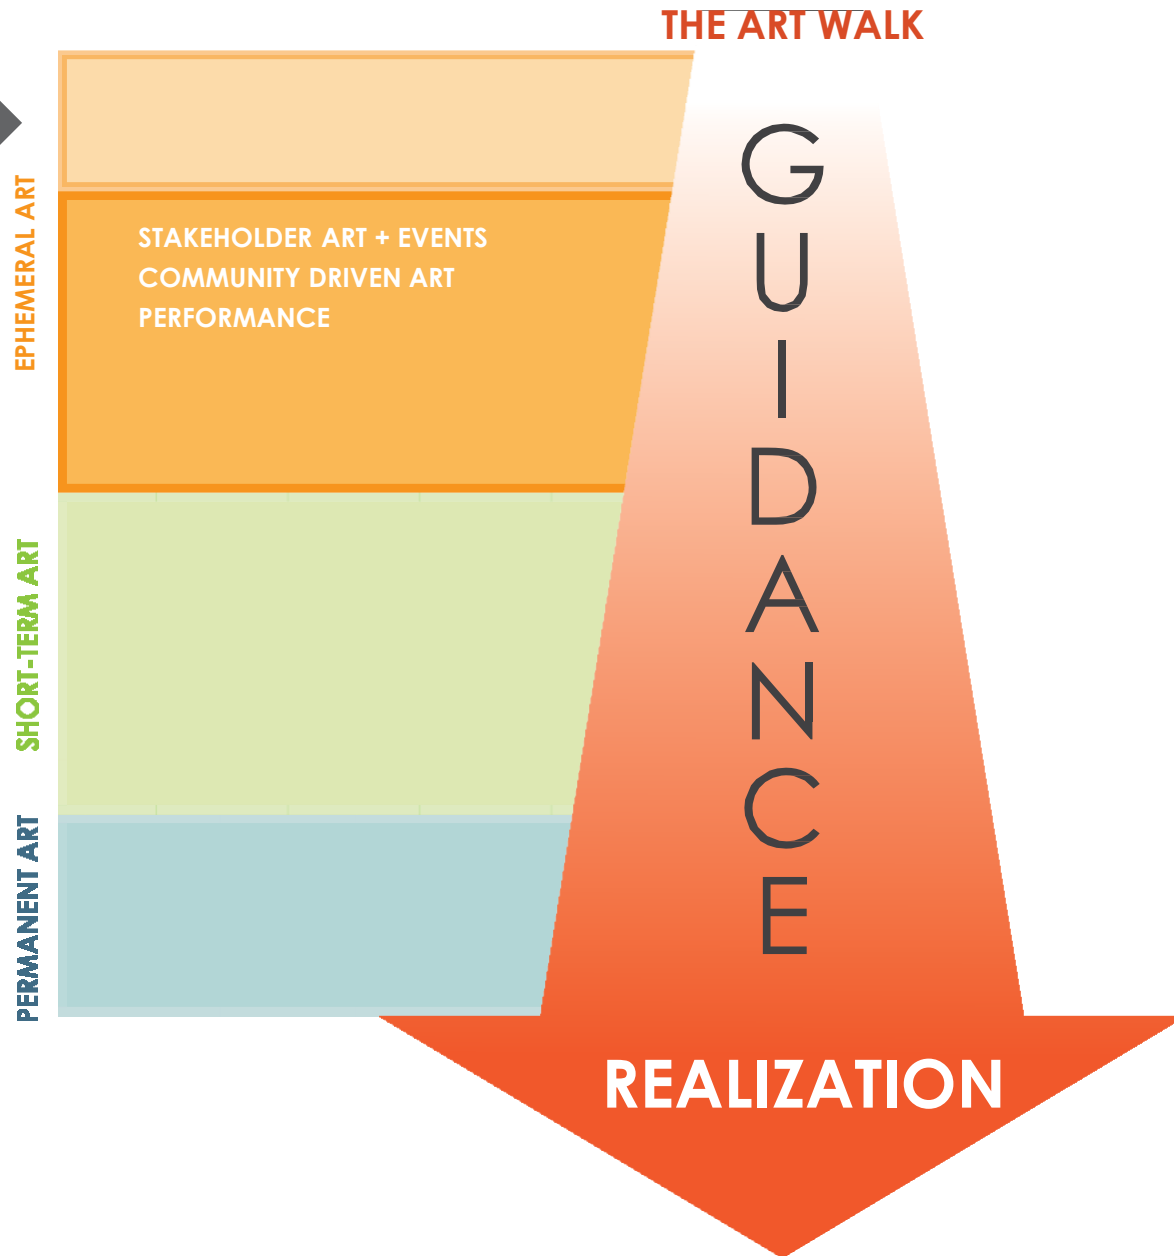 THE ART WALK
EPHEMERAL ART
STAKEHOLDER ART + EVENTS
COMMUNITY DRIVEN ART
PERFORMANCE
SHORT-TERM ART
PERMANENT ART
GUIDANCE
REALIZATION